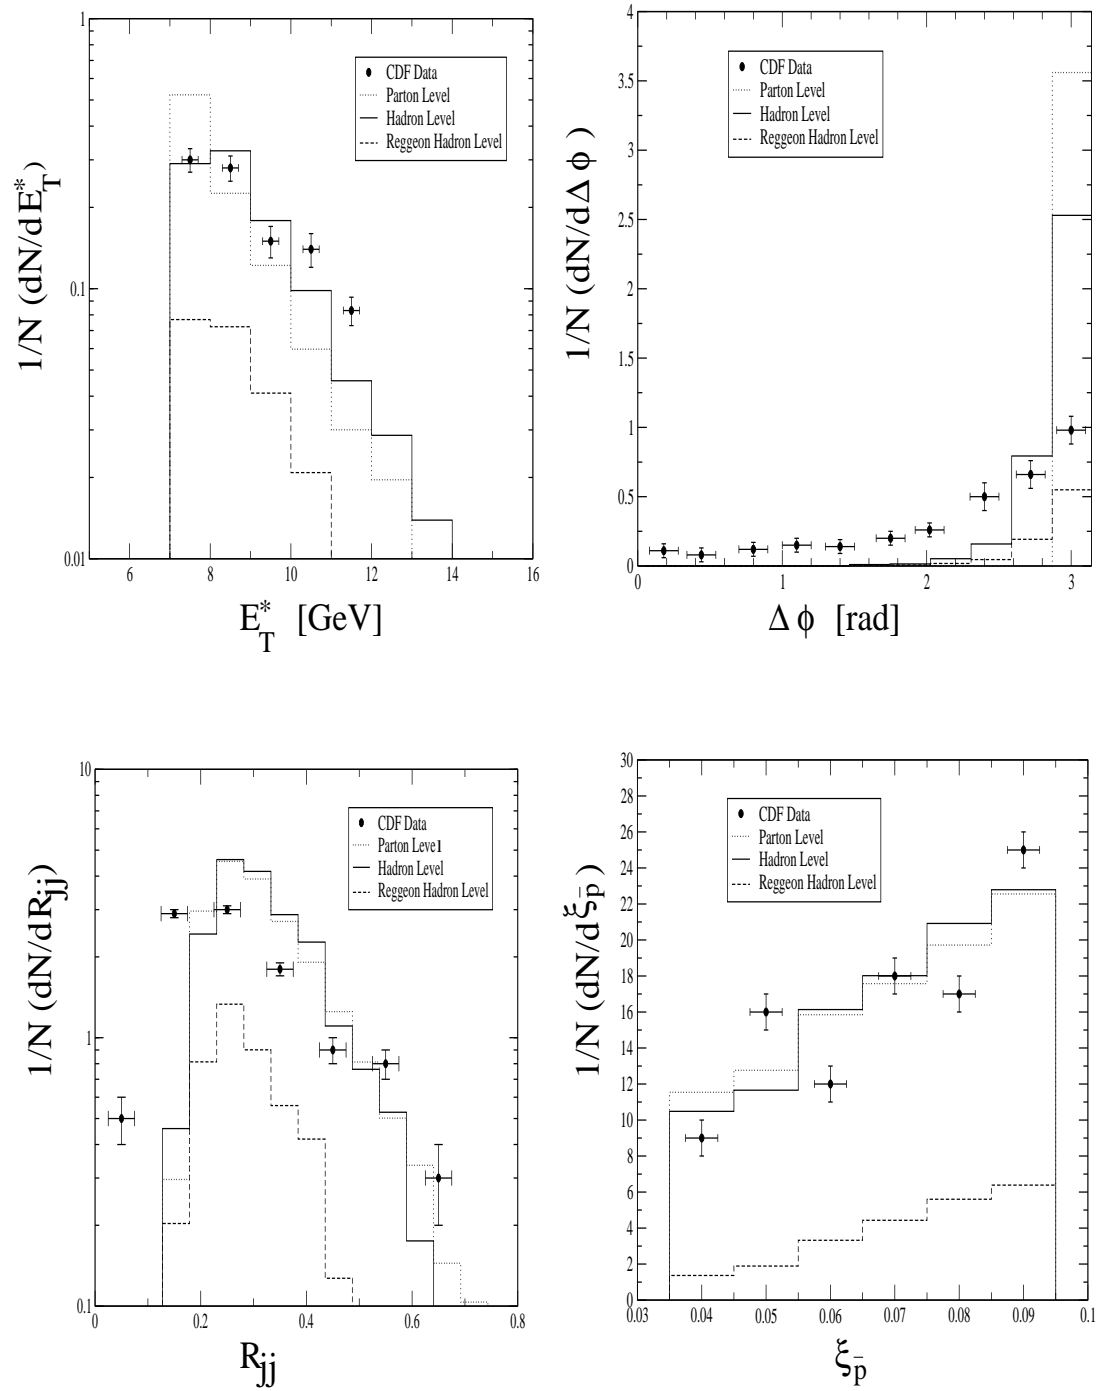 1
0.1
0.01
6
8
10
12
14
16
1/N (dN/dE*T)
E*T [GeV]
CDF Data
Parton Level
Hadron Level
Reggeon Hadron Level
4
3.5
3
2.5
2
1.5
1
0.5
0
0
1
2
3
1/N (dN/dΔ ϕ)
Δ ϕ [rad]
CDF Data
Parton Level
Hadron Level
Reggeon Hadron Level
10
1
0.1
0
0.2
0.4
0.6
0.8
1/N (dN/dRjj)
Rjj
CDF Data
Parton Level
Hadron Level
Reggeon Hadron Level
30
28
26
24
22
20
18
16
14
12
10
8
6
4
2
0
0.03
0.04
0.05
0.06
0.07
0.08
0.09
0.1
1/N (dN/dξp̄)
ξp̄
CDF Data
Parton Level
Hadron Level
Reggeon Hadron Level